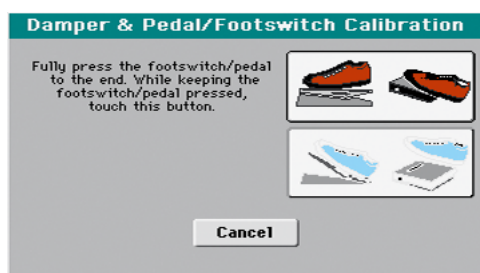 Damper & Pedal/Footswitch Calibration
Fully press the footswitch/pedal
to the end. While keeping the
footswitch/pedal pressed,
touch this button.
Cancel